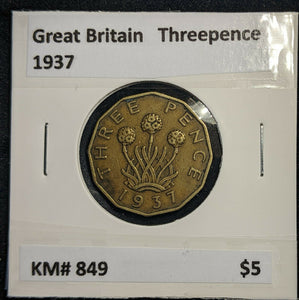 Great Britain Threepence
1937
THREE PENCE
1937
KM# 849 $5